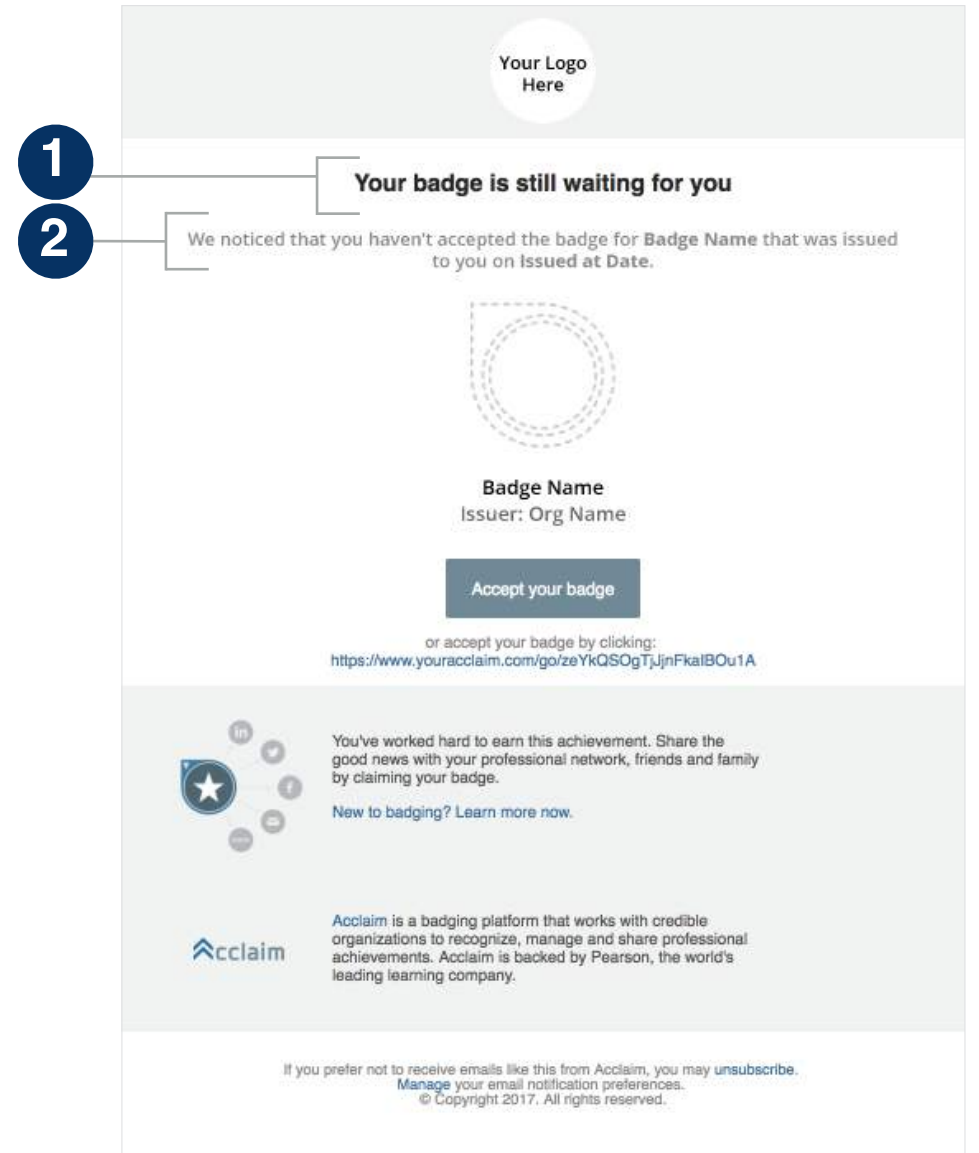 Your Logo
Here
1
Your badge is still waiting for you
2
We noticed that you haven't accepted the badge for Badge Name that was issued
to you on Issued at Date.
Badge Name
Issuer: Org Name
Accept your badge
or accept your badge by clicking:
https://www.youracclaim.com/go/zeYkQSOgTjJjnFkaIBOu1A
in
f
You've worked hard to earn this achievement. Share the
good news with your professional network, friends and family
by claiming your badge.
New to badging? Learn more now.
Acclaim
Acclaim is a badging platform that works with credible
organizations to recognize, manage and share professional
achievements. Acclaim is backed by Pearson, the world's
leading learning company.
If you prefer not to receive emails like this from Acclaim, you may unsubscribe.
Manage your email notification preferences.
© Copyright 2017. All rights reserved.